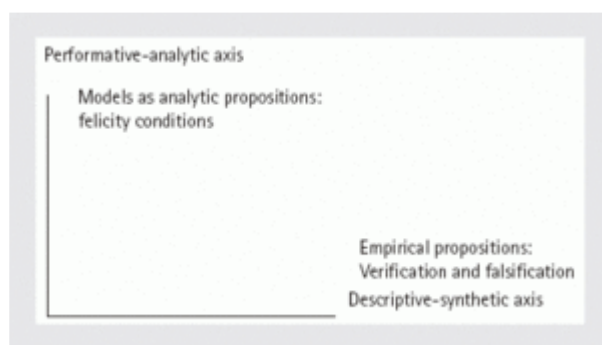 Performative-analytic axis
Models as analytic propositions:
felicity conditions
Empirical propositions:
Verification and falsification
Descriptive-synthetic axis